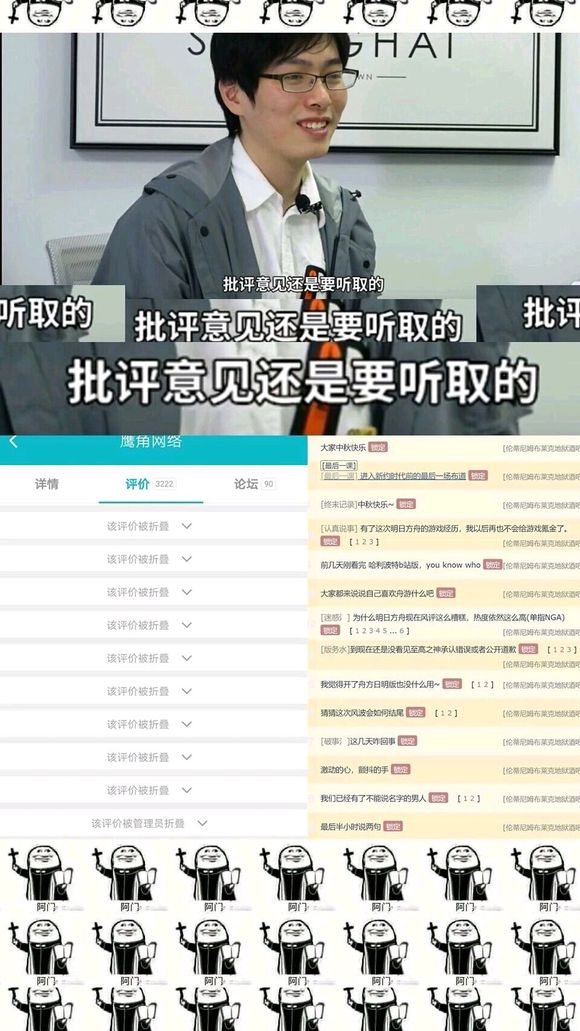 S
GHAI
WN
批评意见还是要听取的
听取的
批评意见还是要听取的
批评
批评意见还是要听取的
鹰角网络
详情
评价 3222
论坛 90
该评价被折叠
该评价被折叠
该评价被折叠
该评价被折叠
该评价被折叠
该评价被折叠
该评价被折叠
该评价被折叠
该评价被折叠
该评价被管理员折叠
大家中秋快乐 锁定 [伦蒂尼姆布莱克地狱酒吧
[最后一课]
[最后一课] 进入新约时代前的最后一场布道 锁定 [伦蒂尼姆布莱克地狱酒吧
[终末记录]中秋快乐~ 锁定 [伦蒂尼姆布莱克地狱酒吧
[认真说事] 有了这次明日方舟的游戏经历，我以后再也不会给游戏氪金了。
锁定 [ 1 2 3 ] [伦蒂尼姆布莱克地狱酒吧
前几天刚看完 哈利波特b站版，you know who 锁定 [伦蒂尼姆布莱克地狱酒吧
大家都来说说自己喜欢舟游什么吧 锁定 [伦蒂尼姆布莱克地狱酒吧
[迷惑氵] 为什么明日方舟现在风评这么糟糕，热度依然这么高(单指NGA)
锁定 [ 1 2 3 4 5 ... 6 ] [伦蒂尼姆布莱克地狱酒吧
[版务水]到现在还是没看见至高之神承认错误或者公开道歉 锁定 [ 1 2 3 ]
[伦蒂尼姆布莱克地狱酒吧
我觉得开了舟方日明版也没什么用~ 锁定 [ 1 2 ] [伦蒂尼姆布莱克地狱酒吧
猜猜这次风波会如何结尾 锁定 [ 1 2 ] [伦蒂尼姆布莱克地狱酒吧
[破事氵]这几天咋回事 锁定 [伦蒂尼姆布莱克地狱酒吧
激动的心，颤抖的手 锁定 [伦蒂尼姆布莱克地狱酒吧
我们已经有了不能说名字的男人 锁定 [ 1 2 ] [伦蒂尼姆布莱克地狱酒吧
最后半小时说两句 锁定 [伦蒂尼姆布莱克地狱酒吧
阿门 阿门 阿门 阿门 阿门 阿门 阿门
阿门 阿门 阿门 阿门 阿门 阿门 阿门